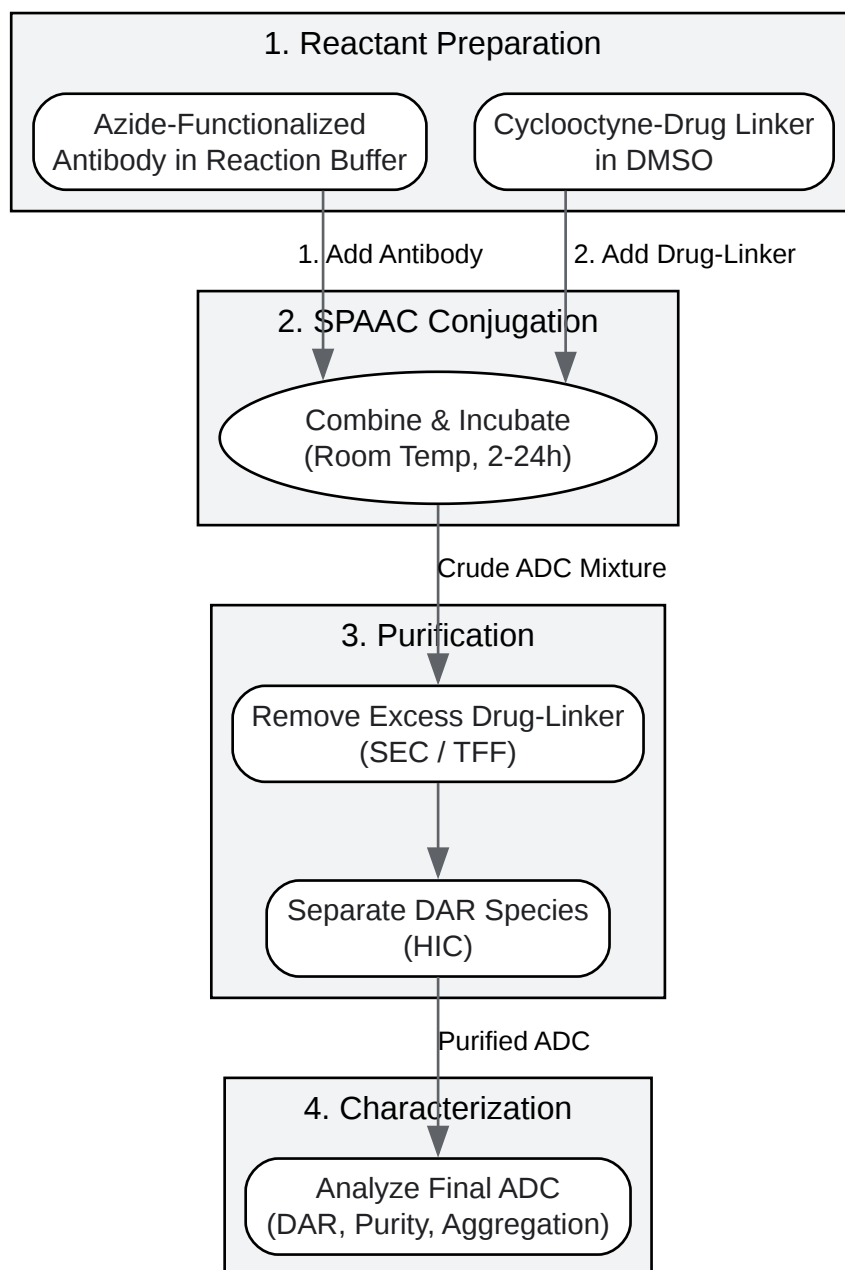 1. Reactant Preparation
Azide-Functionalized
Antibody in Reaction Buffer
Cyclooctyne-Drug Linker
in DMSO
1. Add Antibody
2. Add Drug-Linker
2. SPAAC Conjugation
Combine & Incubate
(Room Temp, 2-24h)
Crude ADC Mixture
3. Purification
Remove Excess Drug-Linker
(SEC / TFF)
Separate DAR Species
(HIC)
Purified ADC
4. Characterization
Analyze Final ADC
(DAR, Purity, Aggregation)